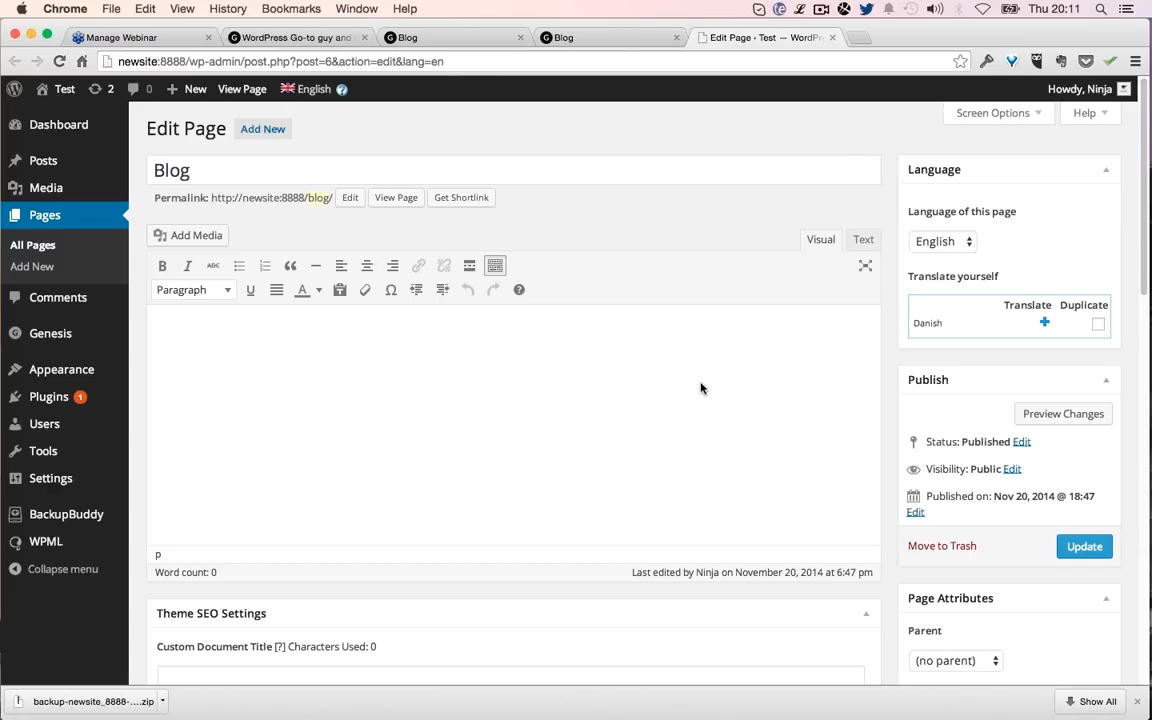 Chrome File Edit View History Bookmarks Window Help Thu 20:11
Manage Webinar WordPress Go-to guy and Blog Blog Edit Page ‹ Test — WordPr
newsite:8888/wp-admin/post.php?post=6&action=edit&lang=en
Test 2 0 New View Page English ? Howdy, Ninja
Screen Options Help
Dashboard
Posts
Media
Pages
All Pages
Add New
Comments
Genesis
Appearance
Plugins 1
Users
Tools
Settings
BackupBuddy
WPML
Collapse menu
Edit Page Add New
Blog
Permalink: http://newsite:8888/blog/ Edit View Page Get Shortlink
Add Media Visual Text
B I ABC
Paragraph U A Ω ?
p
Word count: 0 Last edited by Ninja on November 20, 2014 at 6:47 pm
Theme SEO Settings
Custom Document Title [?] Characters Used: 0
Language
Language of this page
English
Translate yourself
Translate Duplicate
Danish
Publish
Preview Changes
Status: Published Edit
Visibility: Public Edit
Published on: Nov 20, 2014 @ 18:47
Edit
Move to Trash Update
Page Attributes
Parent
(no parent)
backup-newsite_8888-....zip Show All